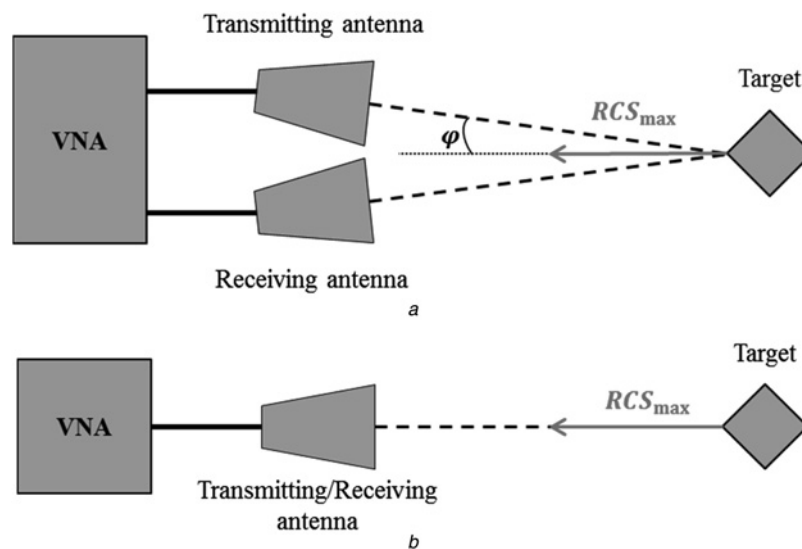 Transmitting antenna
Target
VNA
RCSmax
φ
Receiving antenna
a
Target
VNA
RCSmax
Transmitting/Receiving
antenna
b